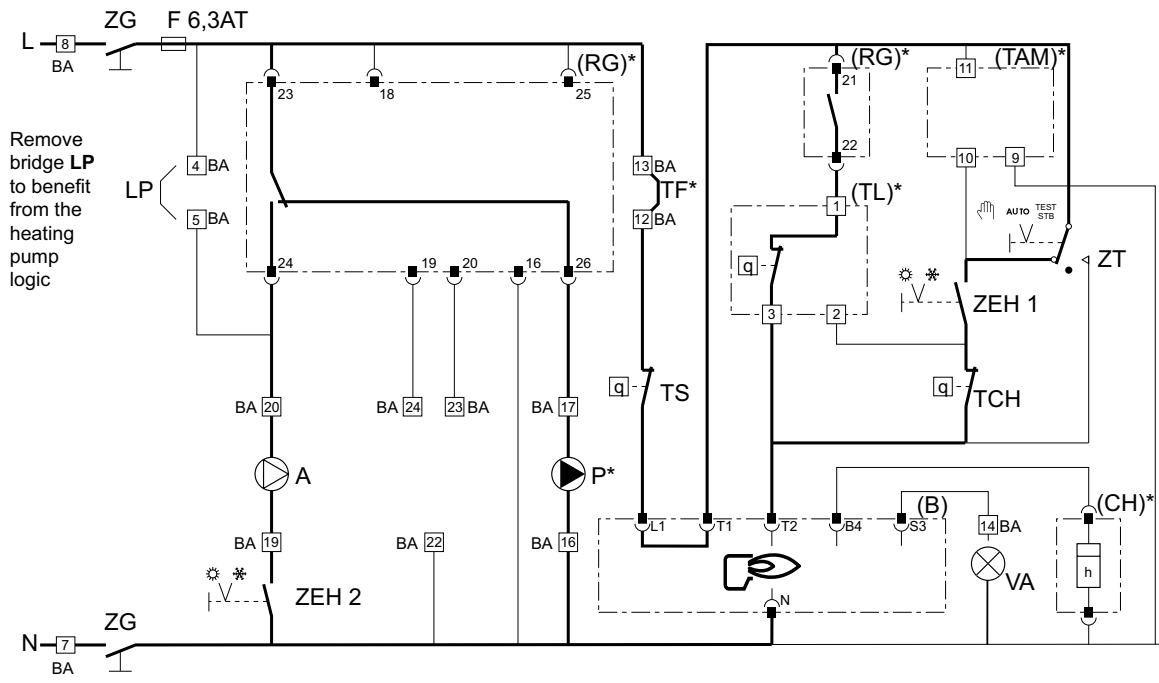 ZG F 6,3AT
L 8
BA
(RG)*
23 18 25
(RG)*
21
22
11 (TAM)*
10 9
Remove
bridge LP
to benefit
from the
heating
pump
logic
LP
4 BA
5 BA
13 BA
TF*
12 BA
1 (TL)*
q
3 2
AUTO TEST
STB
ZT
24 19 20 16 26
ZEH 1
q TS
q TCH
BA 20 BA 24 23 BA BA 17
A P*
BA 19 BA 22 BA 16
ZEH 2
(B)
L1 T1 T2 B4 S3
N
14 BA
VA
(CH)*
h
ZG
N 7
BA